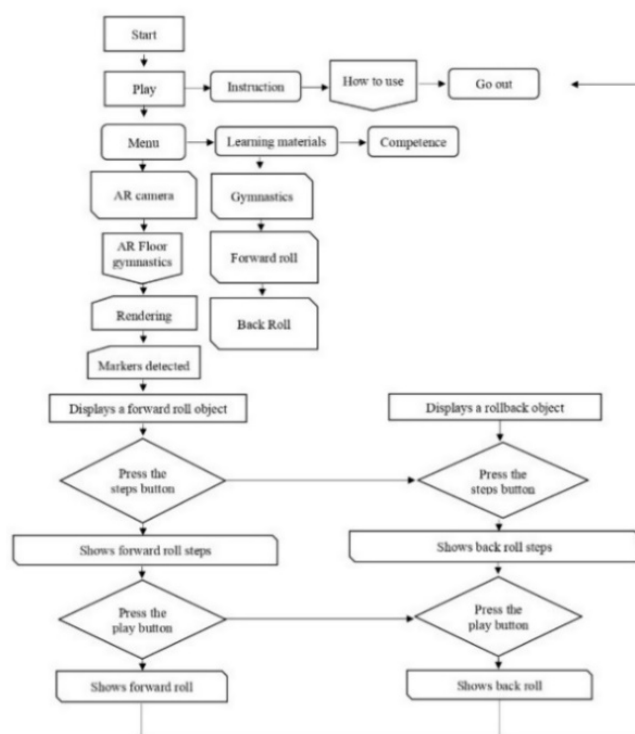 Start
Play
Instruction
How to use
Go out
Menu
Learning materials
Competence
AR camera
Gymnastics
AR Floor
gymnastics
Forward roll
Rendering
Back Roll
Markers detected
Displays a forward roll object
Displays a rollback object
Press the
steps button
Press the
steps button
Shows forward roll steps
Shows back roll steps
Press the
play button
Press the
play button
Shows forward roll
Shows back roll